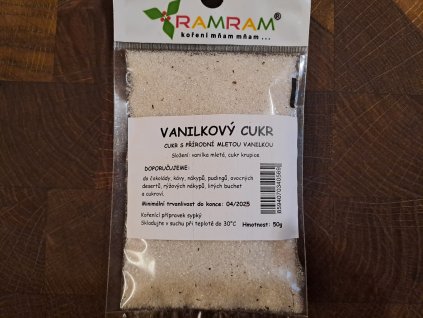 RAMRAM®
koření mňam mňam ...
VANILKOVÝ CUKR
CUKR S PŘÍRODNÍ MLETOU VANILKOU
Složení: vanilka mletá, cukr krupice
DOPORUČUJEME:
do čokolády, kávy, nákypů, pudingů, ovocných
desertů, rýžových nákypů, litých buchet
a cukroví.
Minimální trvanlivost do konce: 04/2025
Kořenící přípravek sypký
Skladujte v suchu při teplotě do 30°C
Hmotnost: 50g